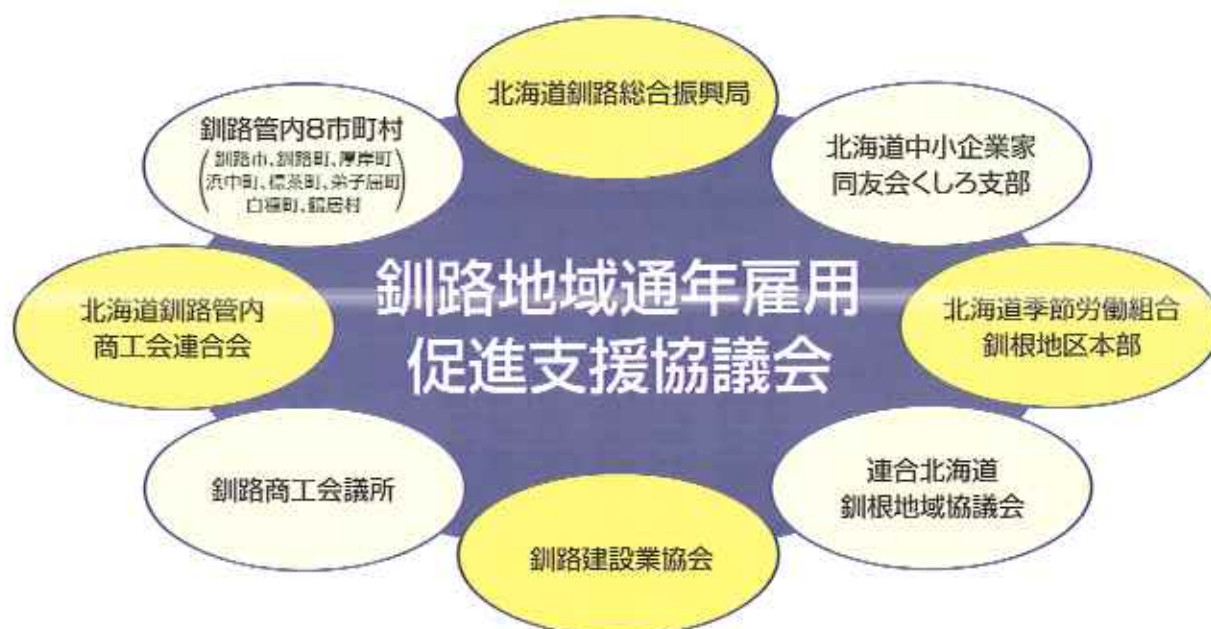 北海道釧路総合振興局
釧路管内8市町村
(釧路市、釧路町、厚岸町
浜中町、標茶町、弟子屈町
白糠町、鶴居村)
北海道中小企業家
同友会くしろ支部
釧路地域通年雇用
促進支援協議会
北海道釧路管内
商工会連合会
北海道季節労働組合
釧根地区本部
釧路商工会議所
連合北海道
釧根地域協議会
釧路建設業協会